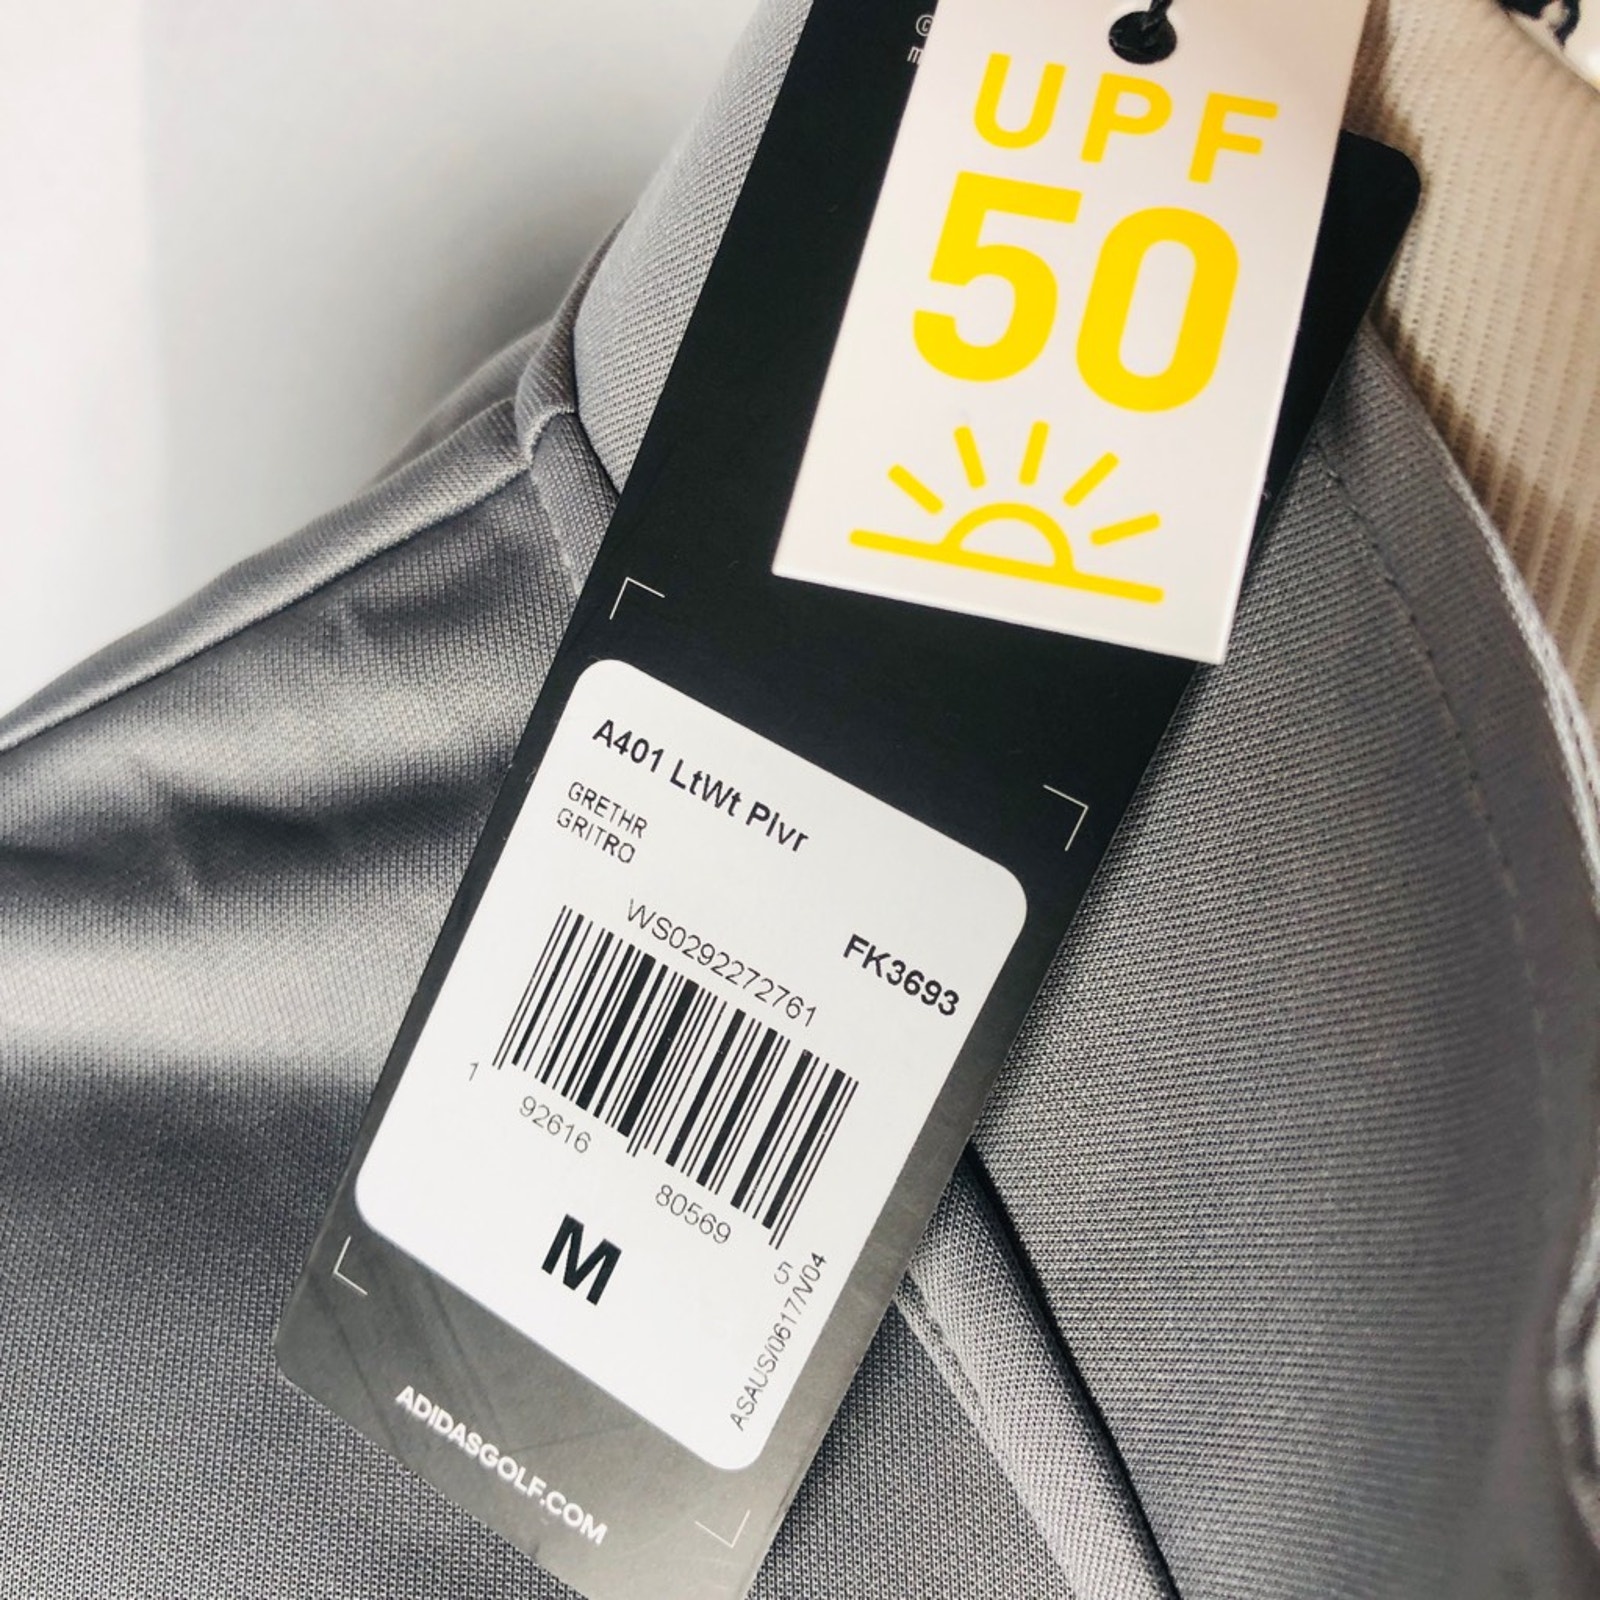 UPF
50
A401 LtWt Plvr
GRETHR
GRITRO
FK3693
WS0292272761
1 92616 80569 5
M
ASAUS/0617/V04
ADIDASGOLF.COM